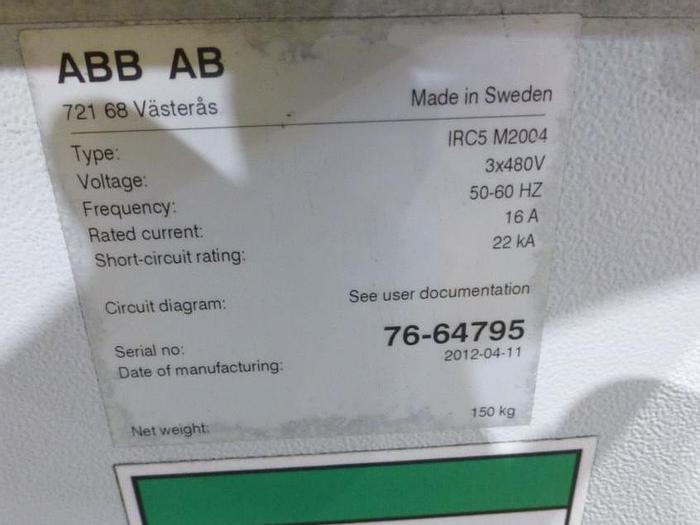 ABB AB
721 68 Västerås
Made in Sweden
Type: IRC5 M2004
Voltage: 3x480V
Frequency: 50-60 HZ
Rated current: 16 A
Short-circuit rating: 22 kA
Circuit diagram: See user documentation
Serial no: 76-64795
Date of manufacturing: 2012-04-11
Net weight: 150 kg